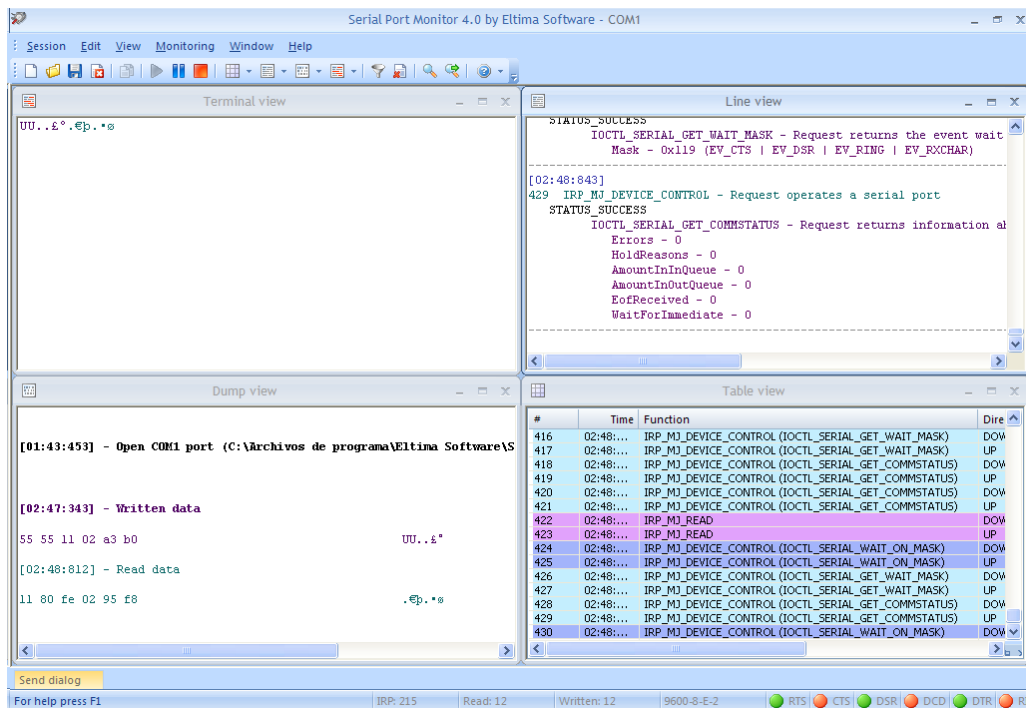 Serial Port Monitor 4.0 by Eltima Software - COM1
Session Edit View Monitoring Window Help
Terminal view
UU..£°.€þ.•ø
Line view
STATUS_SUCCESS
IOCTL_SERIAL_GET_WAIT_MASK - Request returns the event wait
Mask - 0x119 (EV_CTS | EV_DSR | EV_RING | EV_RXCHAR)
[02:48:843]
429 IRP_MJ_DEVICE_CONTROL - Request operates a serial port
STATUS_SUCCESS
IOCTL_SERIAL_GET_COMMSTATUS - Request returns information ab
Errors - 0
HoldReasons - 0
AmountInInQueue - 0
AmountInOutQueue - 0
EofReceived - 0
WaitForImmediate - 0
Dump view
[01:43:453] - Open COM1 port (C:\Archivos de programa\Eltima Software\S
[02:47:343] - Written data
55 55 11 02 a3 b0 UU..£°
[02:48:812] - Read data
11 80 fe 02 95 f8 .€þ.•ø
Table view
# Time Function Dire
416 02:48:... IRP_MJ_DEVICE_CONTROL (IOCTL_SERIAL_GET_WAIT_MASK) DOW
417 02:48:... IRP_MJ_DEVICE_CONTROL (IOCTL_SERIAL_GET_WAIT_MASK) UP
418 02:48:... IRP_MJ_DEVICE_CONTROL (IOCTL_SERIAL_GET_COMMSTATUS) DOW
419 02:48:... IRP_MJ_DEVICE_CONTROL (IOCTL_SERIAL_GET_COMMSTATUS) UP
420 02:48:... IRP_MJ_DEVICE_CONTROL (IOCTL_SERIAL_GET_COMMSTATUS) DOW
421 02:48:... IRP_MJ_DEVICE_CONTROL (IOCTL_SERIAL_GET_COMMSTATUS) UP
422 02:48:... IRP_MJ_READ DOW
423 02:48:... IRP_MJ_READ UP
424 02:48:... IRP_MJ_DEVICE_CONTROL (IOCTL_SERIAL_WAIT_ON_MASK) DOW
425 02:48:... IRP_MJ_DEVICE_CONTROL (IOCTL_SERIAL_WAIT_ON_MASK) UP
426 02:48:... IRP_MJ_DEVICE_CONTROL (IOCTL_SERIAL_GET_WAIT_MASK) DOW
427 02:48:... IRP_MJ_DEVICE_CONTROL (IOCTL_SERIAL_GET_WAIT_MASK) UP
428 02:48:... IRP_MJ_DEVICE_CONTROL (IOCTL_SERIAL_GET_COMMSTATUS) DOW
429 02:48:... IRP_MJ_DEVICE_CONTROL (IOCTL_SERIAL_GET_COMMSTATUS) UP
430 02:48:... IRP_MJ_DEVICE_CONTROL (IOCTL_SERIAL_WAIT_ON_MASK) DOW
Send dialog
For help press F1 IRP: 215 Read: 12 Written: 12 9600-8-E-2 RTS CTS DSR DCD DTR R